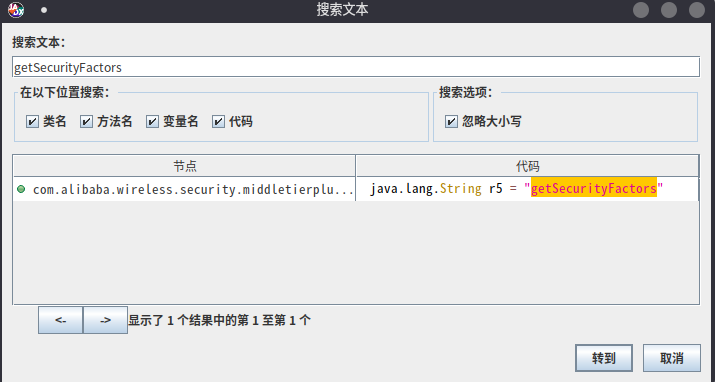 搜索文本
搜索文本：
getSecurityFactors
在以下位置搜索：
搜索选项：
类名 方法名 变量名 代码
忽略大小写
节点 代码
com.alibaba.wireless.security.middletierplu... java.lang.String r5 = "getSecurityFactors"
<- -> 显示了 1 个结果中的第 1 至第 1 个
转到 取消